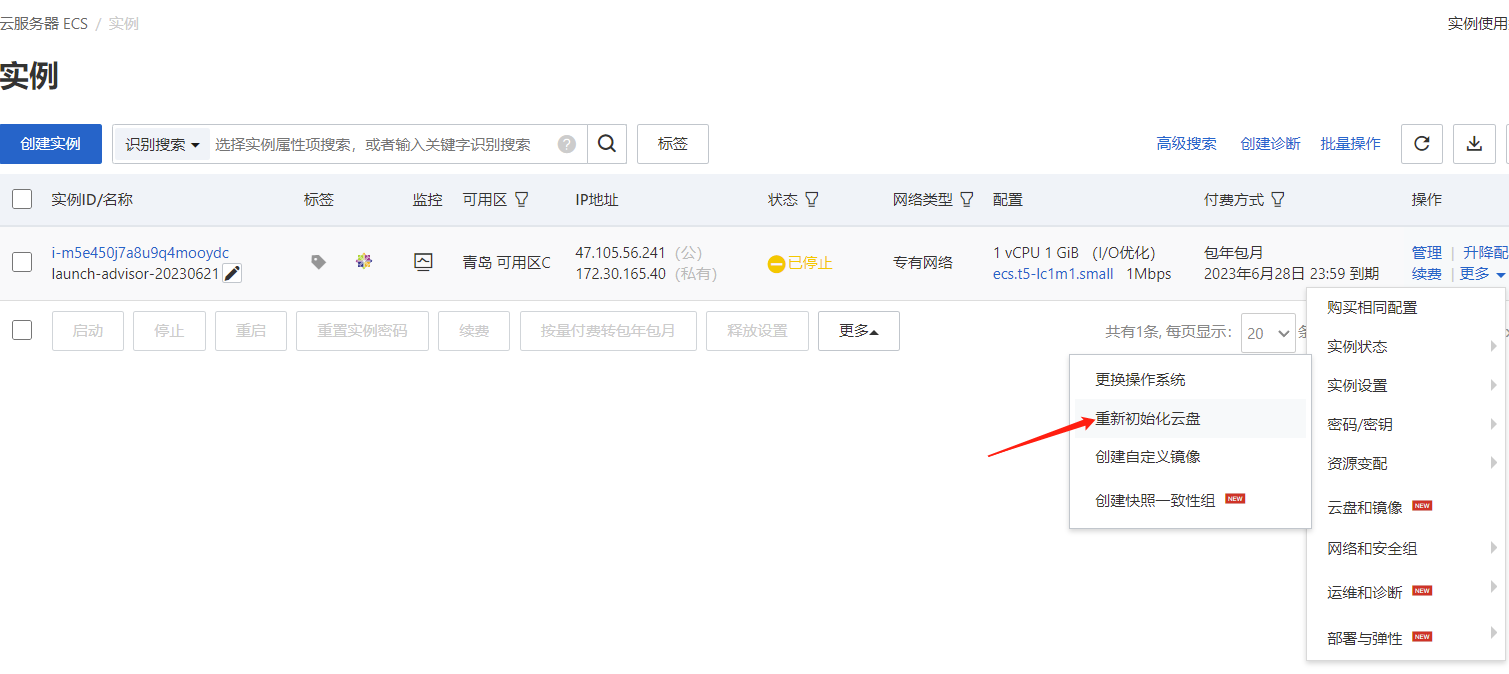 云服务器 ECS / 实例
实例使用
实例
创建实例
识别搜索
选择实例属性项搜索，或者输入关键字识别搜索
?
标签
高级搜索
创建诊断
批量操作
实例ID/名称
标签
监控
可用区
IP地址
状态
网络类型
配置
付费方式
操作
i-m5e450j7a8u9q4mooydc
launch-advisor-20230621
青岛 可用区C
47.105.56.241 (公)
172.30.165.40 (私有)
已停止
专有网络
1 vCPU 1 GiB (I/O优化)
ecs.t5-lc1m1.small 1Mbps
包年包月
2023年6月28日 23:59 到期
管理 | 升降配
续费 | 更多
启动
停止
重启
重置实例密码
续费
按量付费转包年包月
释放设置
更多
共有1条, 每页显示:
20
更换操作系统
重新初始化云盘
创建自定义镜像
创建快照一致性组 NEW
购买相同配置
实例状态
实例设置
密码/密钥
资源变配
云盘和镜像 NEW
网络和安全组
运维和诊断 NEW
部署与弹性 NEW